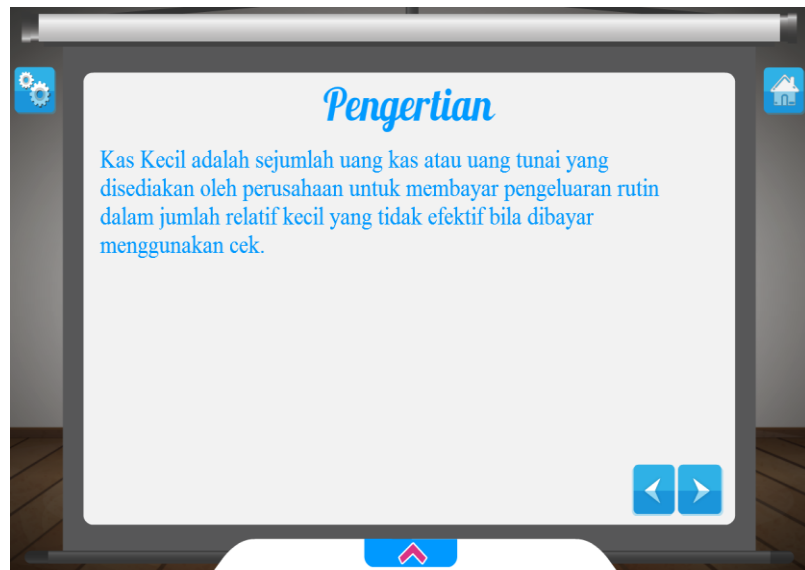 Pengertian
Kas Kecil adalah sejumlah uang kas atau uang tunai yang
disediakan oleh perusahaan untuk membayar pengeluaran rutin
dalam jumlah relatif kecil yang tidak efektif bila dibayar
menggunakan cek.